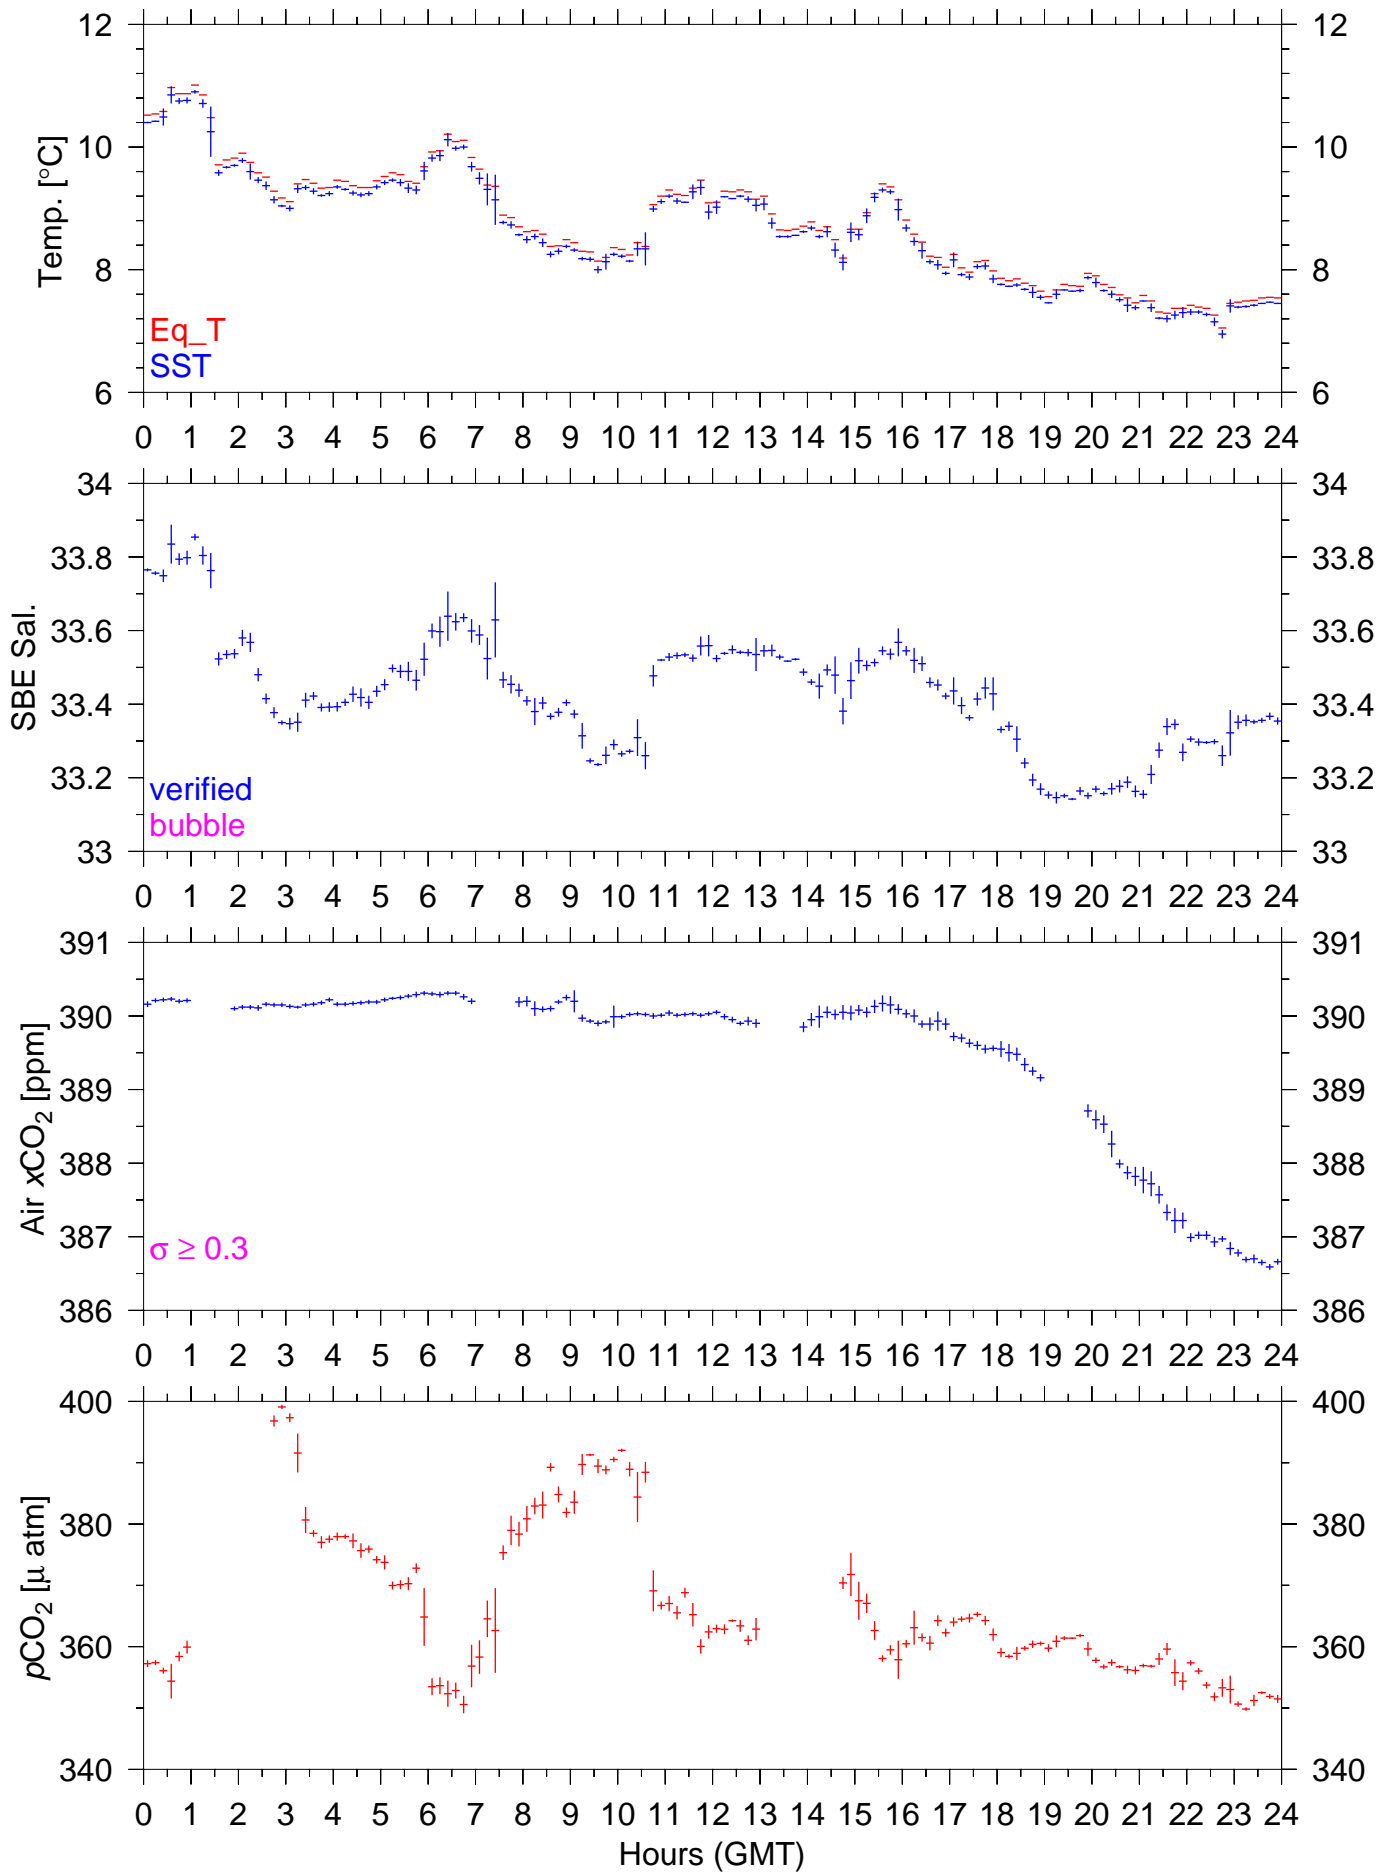 12 12
10 10
8 8
6 6
Temp. [°C]
Eq_T
SST
0 1 2 3 4 5 6 7 8 9 10 11 12 13 14 15 16 17 18 19 20 21 22 23 24
34 34
33.8 33.8
33.6 33.6
33.4 33.4
33.2 33.2
33 33
SBE Sal.
verified
bubble
0 1 2 3 4 5 6 7 8 9 10 11 12 13 14 15 16 17 18 19 20 21 22 23 24
391 391
390 390
389 389
388 388
387 387
386 386
Air xCO₂ [ppm]
σ ≥ 0.3
0 1 2 3 4 5 6 7 8 9 10 11 12 13 14 15 16 17 18 19 20 21 22 23 24
400 400
380 380
360 360
340 340
pCO₂ [μ atm]
0 1 2 3 4 5 6 7 8 9 10 11 12 13 14 15 16 17 18 19 20 21 22 23 24
Hours (GMT)